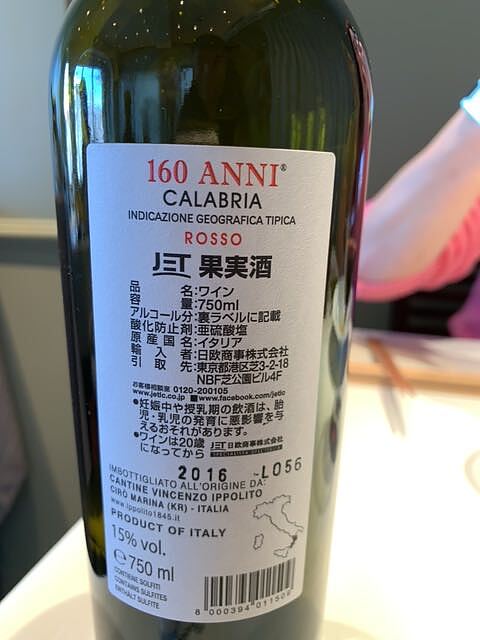 160 ANNI®
CALABRIA
INDICAZIONE GEOGRAFICA TIPICA
ROSSO
JET 果実酒
品名:ワイン
容量:750ml
アルコール分:裏ラベルに記載
酸化防止剤:亜硫酸塩
原産国名:イタリア
輸入者:日欧商事株式会社
引取先:東京都港区芝3-2-18
NBF芝公園ビル4F
お客様相談室 0120-200105
www.jetlc.co.jp ■www.facebook.com/jetlc
●妊娠中や授乳期の飲酒は、胎
児・乳児の発育に悪影響を与
えるおそれがあります。
●ワインは20歳
になってから
JET 日欧商事株式会社
2016 -L056
IMBOTTIGLIATO ALL'ORIGINE DA:
CANTINE VINCENZO IPPOLITO
CIRÒ MARINA (KR) - ITALIA
www.ippolito1845.it
PRODUCT OF ITALY
15% vol.
℮ 750 ml
CONTIENE SOLFITI
CONTAINS SULFITES
ENTHÄLT SULFITE
8 000394 011502